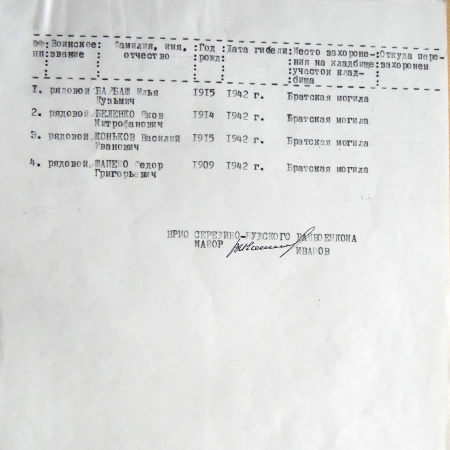 №№: Воинское: Фамилия, имя, :Год :Дата гибели:Место захороне-:Откуда пере-
пп:звание : отчество :рожд: : ния на кладбище:захоронен
: участок клад-
: бища
1. рядовой БАРБАШ Илья 1915 1942 г. Братская могила
Кузьмич
2. рядовой БЕЛЕНКО Яков 1914 1942 г. Братская могила
Митрофанович
3. рядовой КОНЬКОВ Василий 1915 1942 г. Братская могила
Иванович
4. рядовой ШАПЕНО Федор 1909 1942 г. Братская могила
Григорьевич
ВРИО СЕРЕДИНО-БУДСКОГО РАЙВОЕНКОМА
МАЙОР
ИВАНОВ